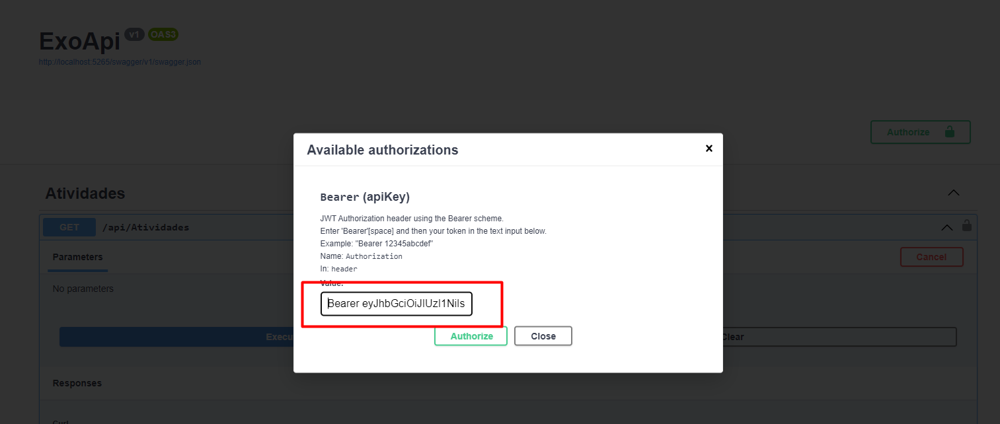 ExoApi v1 OAS3
http://localhost:5265/swagger/v1/swagger.json
Authorize
Available authorizations
Atividades
Bearer (apiKey)
JWT Authorization header using the Bearer scheme.
Enter 'Bearer'[space] and then your token in the text input below.
Example: "Bearer 12345abcdef"
Name: Authorization
In: header
Value:
Bearer eyJhbGciOiJIUzI1NiIs
Authorize Close
GET /api/Atividades
Parameters
Cancel
No parameters
Execu
Clear
Responses
Curl